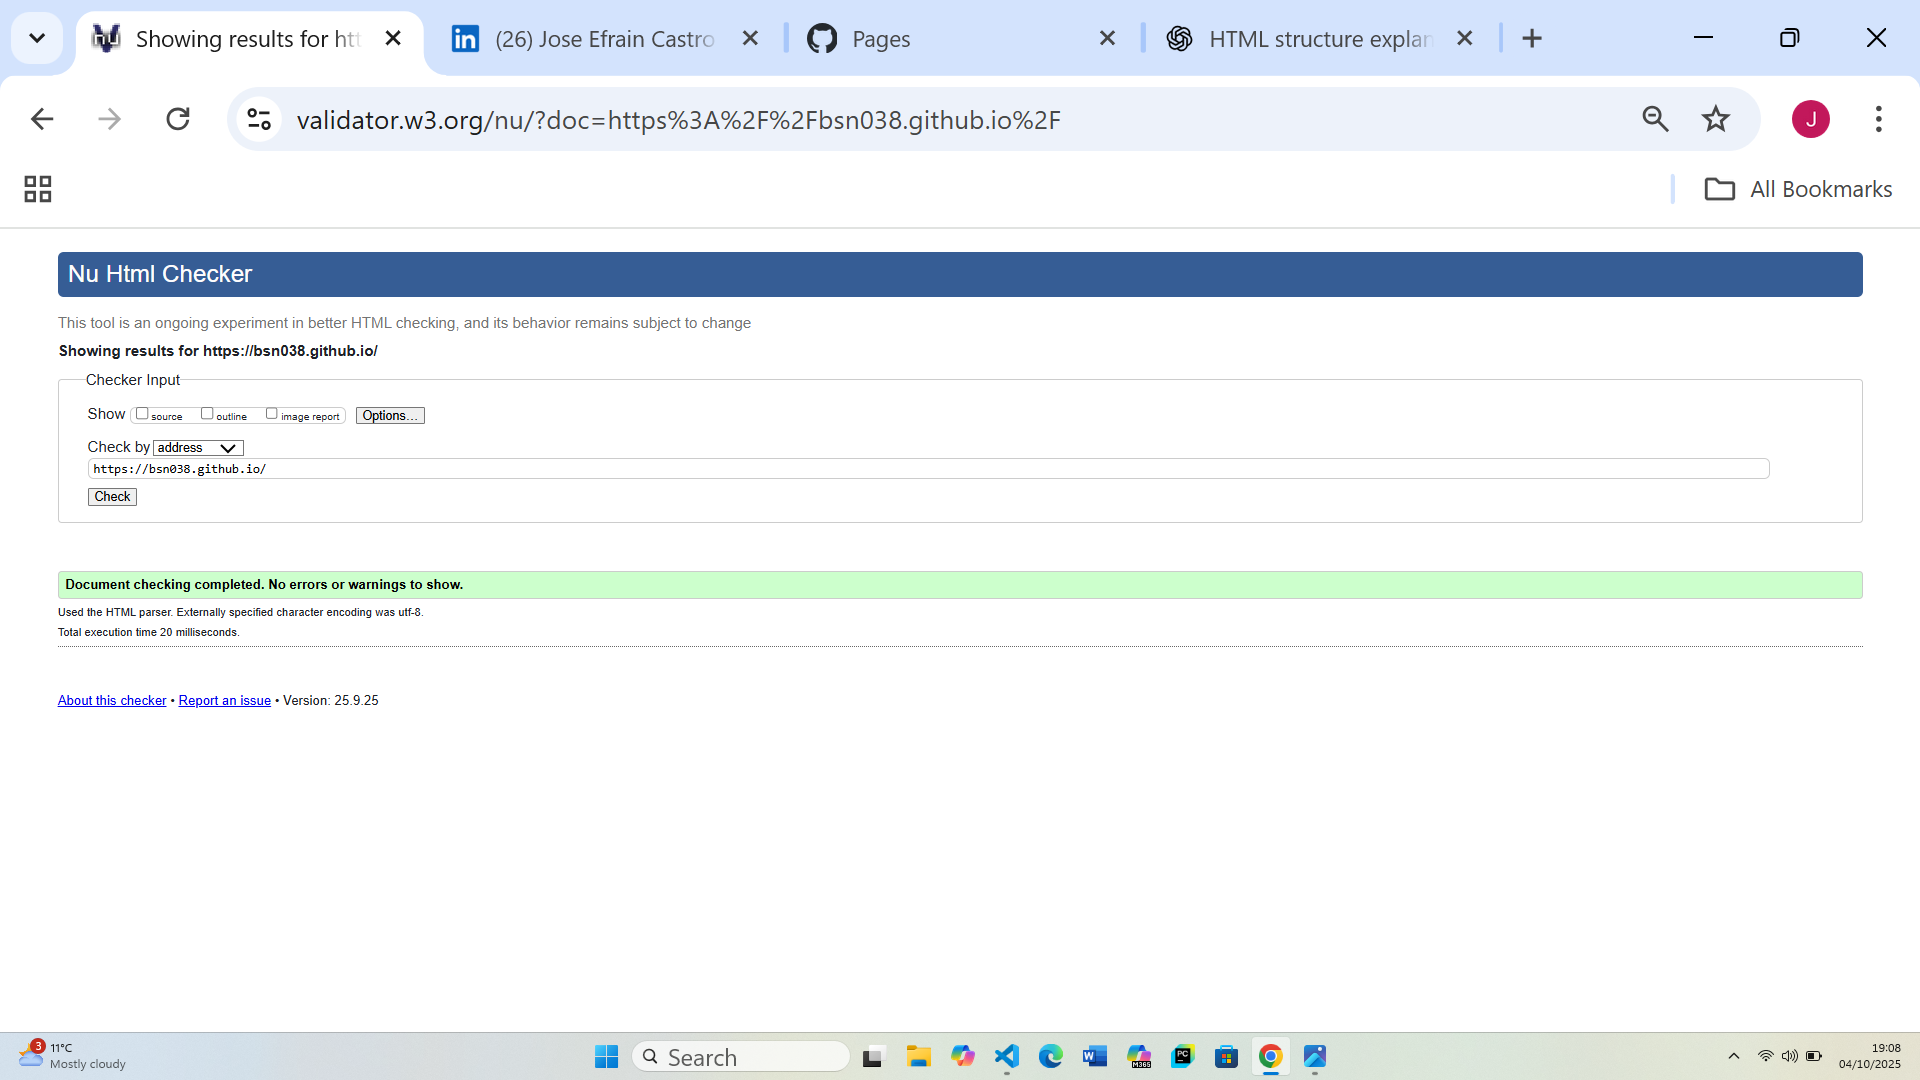 Showing results for htt
(26) Jose Efrain Castro
Pages
HTML structure explan
validator.w3.org/nu/?doc=https%3A%2F%2Fbsn038.github.io%2F
J
All Bookmarks
Nu Html Checker
This tool is an ongoing experiment in better HTML checking, and its behavior remains subject to change
Showing results for https://bsn038.github.io/
Checker Input
Show source outline image report Options...
Check by address
https://bsn038.github.io/
Check
Document checking completed. No errors or warnings to show.
Used the HTML parser. Externally specified character encoding was utf-8.
Total execution time 20 milliseconds.
About this checker • Report an issue • Version: 25.9.25
3
11°C
Mostly cloudy
Search
19:08
04/10/2025